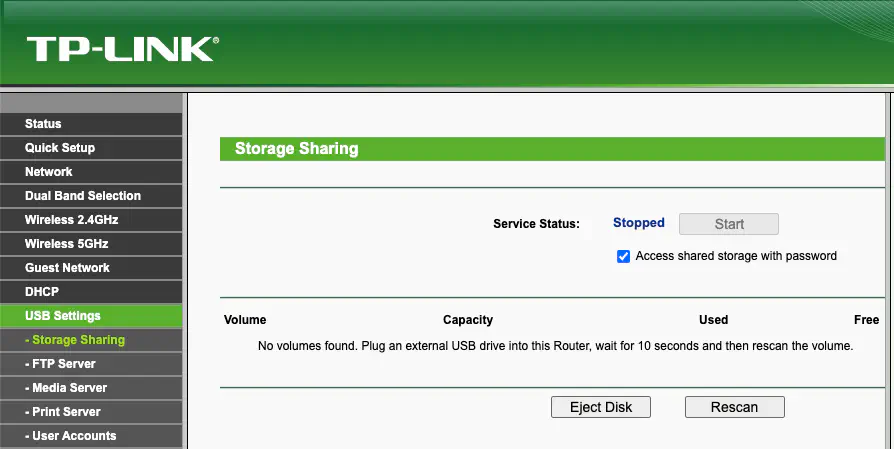 TP-LINK®
Status
Quick Setup
Network
Dual Band Selection
Wireless 2.4GHz
Wireless 5GHz
Guest Network
DHCP
USB Settings
- Storage Sharing
- FTP Server
- Media Server
- Print Server
- User Accounts
Storage Sharing
Service Status: Stopped Start
Access shared storage with password
Volume Capacity Used Free
No volumes found. Plug an external USB drive into this Router, wait for 10 seconds and then rescan the volume.
Eject Disk Rescan